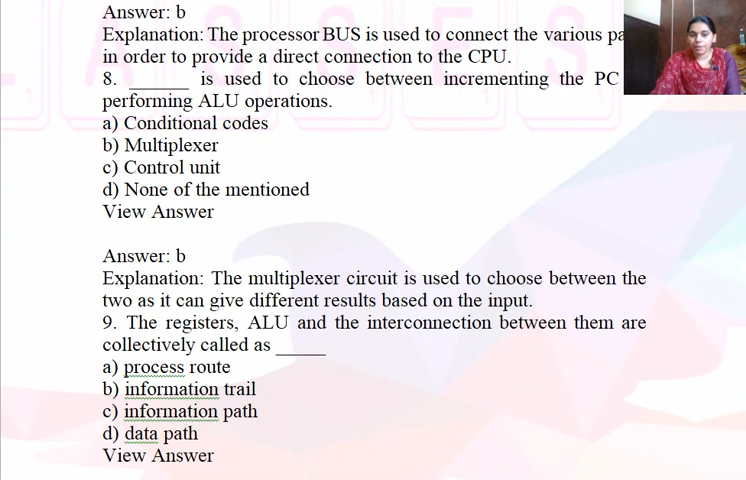 Answer: b
Explanation: The processor BUS is used to connect the various
in order to provide a direct connection to the CPU.
8. ______ is used to choose between incrementing the PC
performing ALU operations.
a) Conditional codes
b) Multiplexer
c) Control unit
d) None of the mentioned
View Answer
Answer: b
Explanation: The multiplexer circuit is used to choose between the
two as it can give different results based on the input.
9. The registers, ALU and the interconnection between them are
collectively called as _____
a) process route
b) information trail
c) information path
d) data path
View Answer